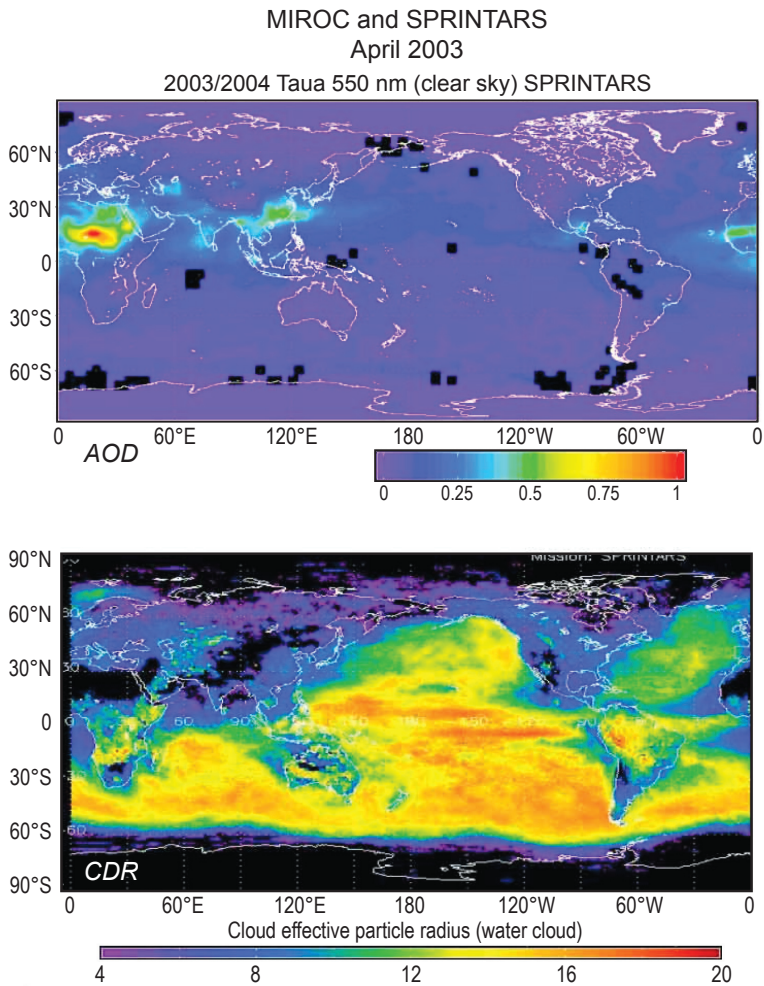 MIROC and SPRINTARS
April 2003
2003/2004 Taua 550 nm (clear sky) SPRINTARS
60°N
30°N
0
30°S
60°S
0 60°E 120°E 180 120°W 60°W 0
AOD
0 0.25 0.5 0.75 1
90°N
Mission: SPRINTARS
60°N
30°N
0
30°S
60°S
90°S
CDR
0 60°E 120°E 180 120°W 60°W 0
Cloud effective particle radius (water cloud)
4 8 12 16 20